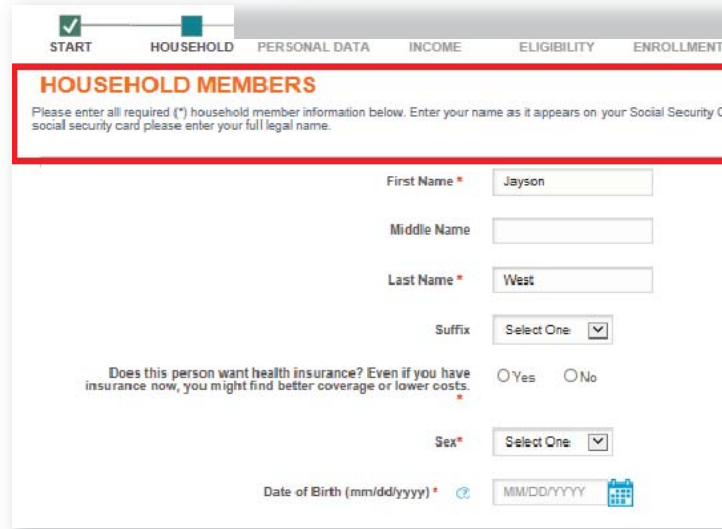 START HOUSEHOLD PERSONAL DATA INCOME ELIGIBILITY ENROLLMENT
HOUSEHOLD MEMBERS
Please enter all required (*) household member information below. Enter your name as it appears on your Social Security
social security card please enter your full legal name.
First Name * Jayson
Middle Name
Last Name * West
Suffix Select One
Does this person want health insurance? Even if you have
insurance now, you might find better coverage or lower costs.
* Yes No
Sex* Select One
Date of Birth (mm/dd/yyyy) * ? MM/DD/YYYY